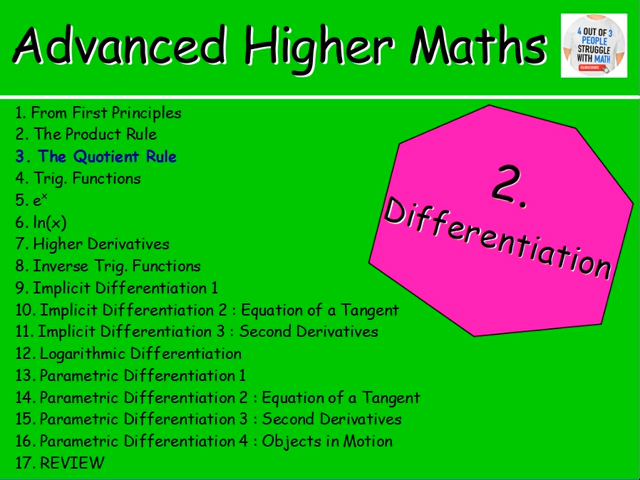 Advanced Higher Maths
4 OUT OF 3
PEOPLE
STRUGGLE
WITH MATH
1. From First Principles
2. The Product Rule
3. The Quotient Rule
4. Trig. Functions
5. eˣ
6. ln(x)
7. Higher Derivatives
8. Inverse Trig. Functions
9. Implicit Differentiation 1
10. Implicit Differentiation 2 : Equation of a Tangent
11. Implicit Differentiation 3 : Second Derivatives
12. Logarithmic Differentiation
13. Parametric Differentiation 1
14. Parametric Differentiation 2 : Equation of a Tangent
15. Parametric Differentiation 3 : Second Derivatives
16. Parametric Differentiation 4 : Objects in Motion
17. REVIEW
2.
Differentiation